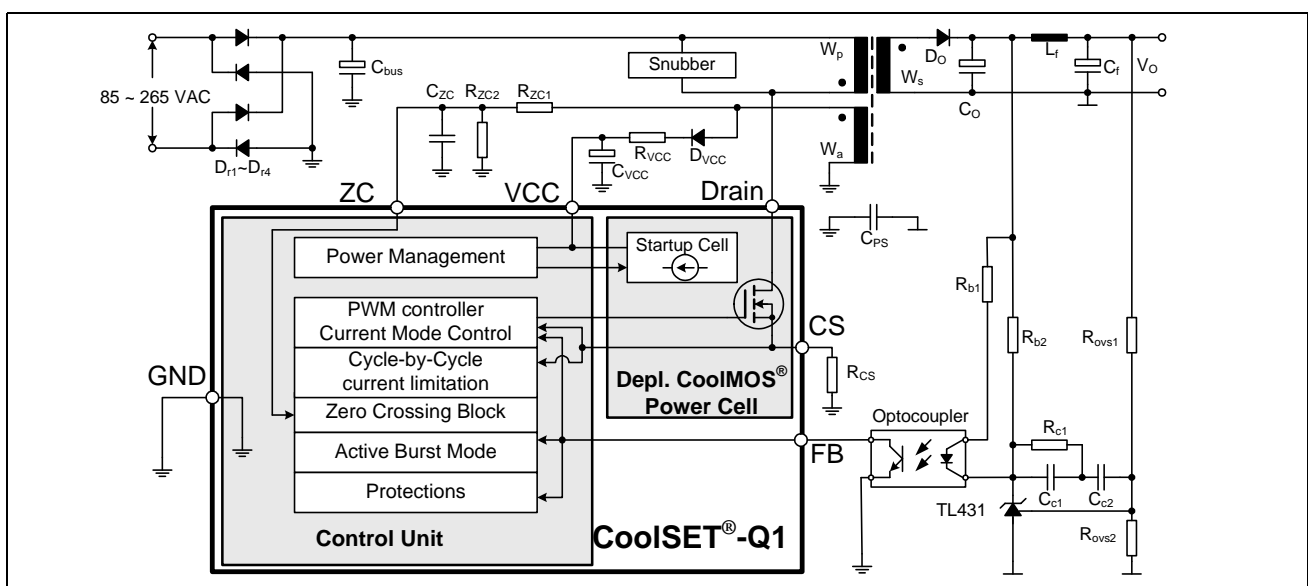 85 ~ 265 VAC
Dr1~Dr4
Cbus
Snubber
Wp
Ws
DO
CO
Lf
Cf
VO
CZC
RZC2
RZC1
RVCC
DVCC
CVCC
Wa
ZC
VCC
Drain
CPS
Power Management
Startup Cell
PWM controller
Current Mode Control
Cycle-by-Cycle
current limitation
Zero Crossing Block
Active Burst Mode
Protections
Control Unit
Depl. CoolMOS®
Power Cell
CoolSET®-Q1
GND
CS
RCS
FB
Optocoupler
Rb1
Rb2
Rovs1
Rc1
Cc1
Cc2
TL431
Rovs2